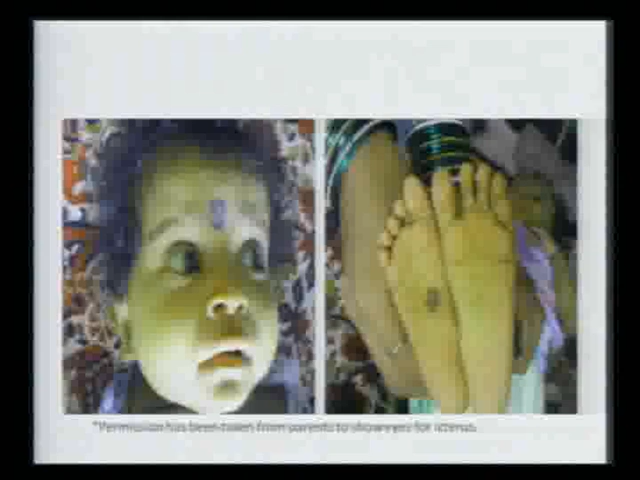 *Permission has been taken from parents to show eyes for icterus